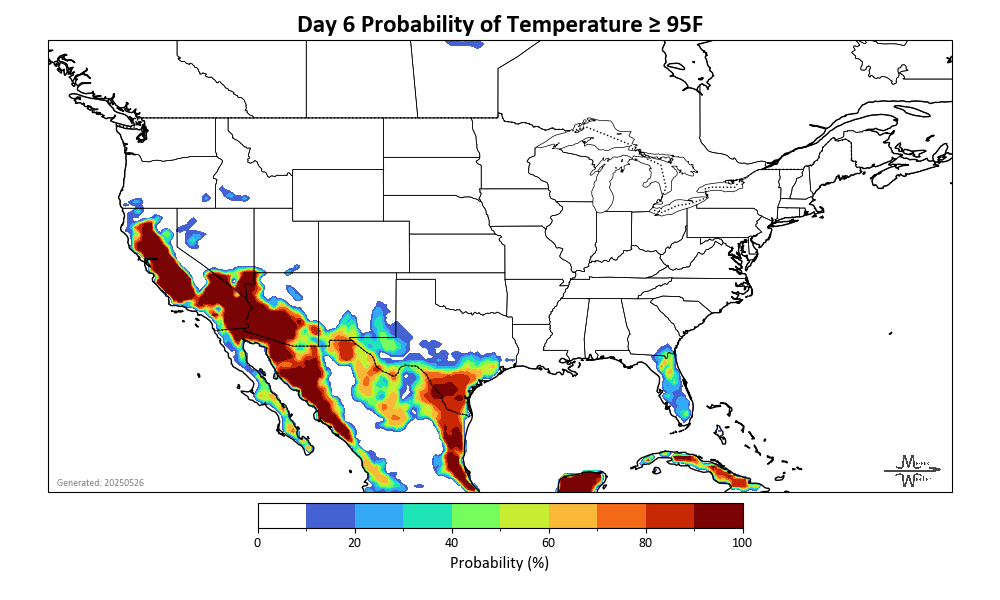 Day 6 Probability of Temperature ≥ 95F
Generated: 20250526
0 20 40 60 80 100
Probability (%)